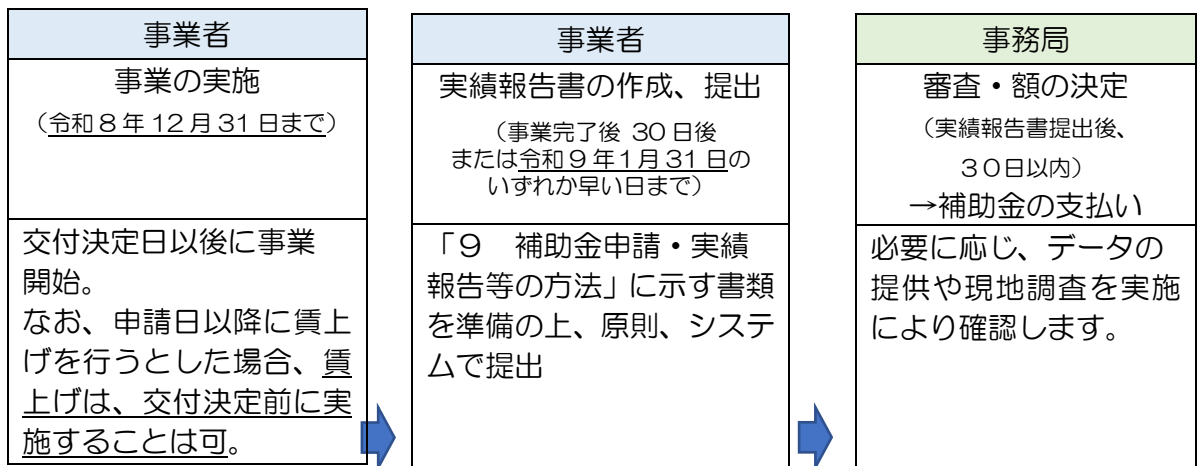 事業者
事業の実施
（令和８年 12 月 31 日まで）
交付決定日以後に事業
開始。
なお、申請日以降に賃上
げを行うとした場合、賃
上げは、交付決定前に実
施することは可。
事業者
実績報告書の作成、提出
（事業完了後 30 日後
または令和９年１月 31 日の
いずれか早い日まで）
「９　補助金申請・実績
報告等の方法」に示す書類
を準備の上、原則、システ
ムで提出
事務局
審査・額の決定
（実績報告書提出後、
３０日以内）
→補助金の支払い
必要に応じ、データの
提供や現地調査を実施
により確認します。